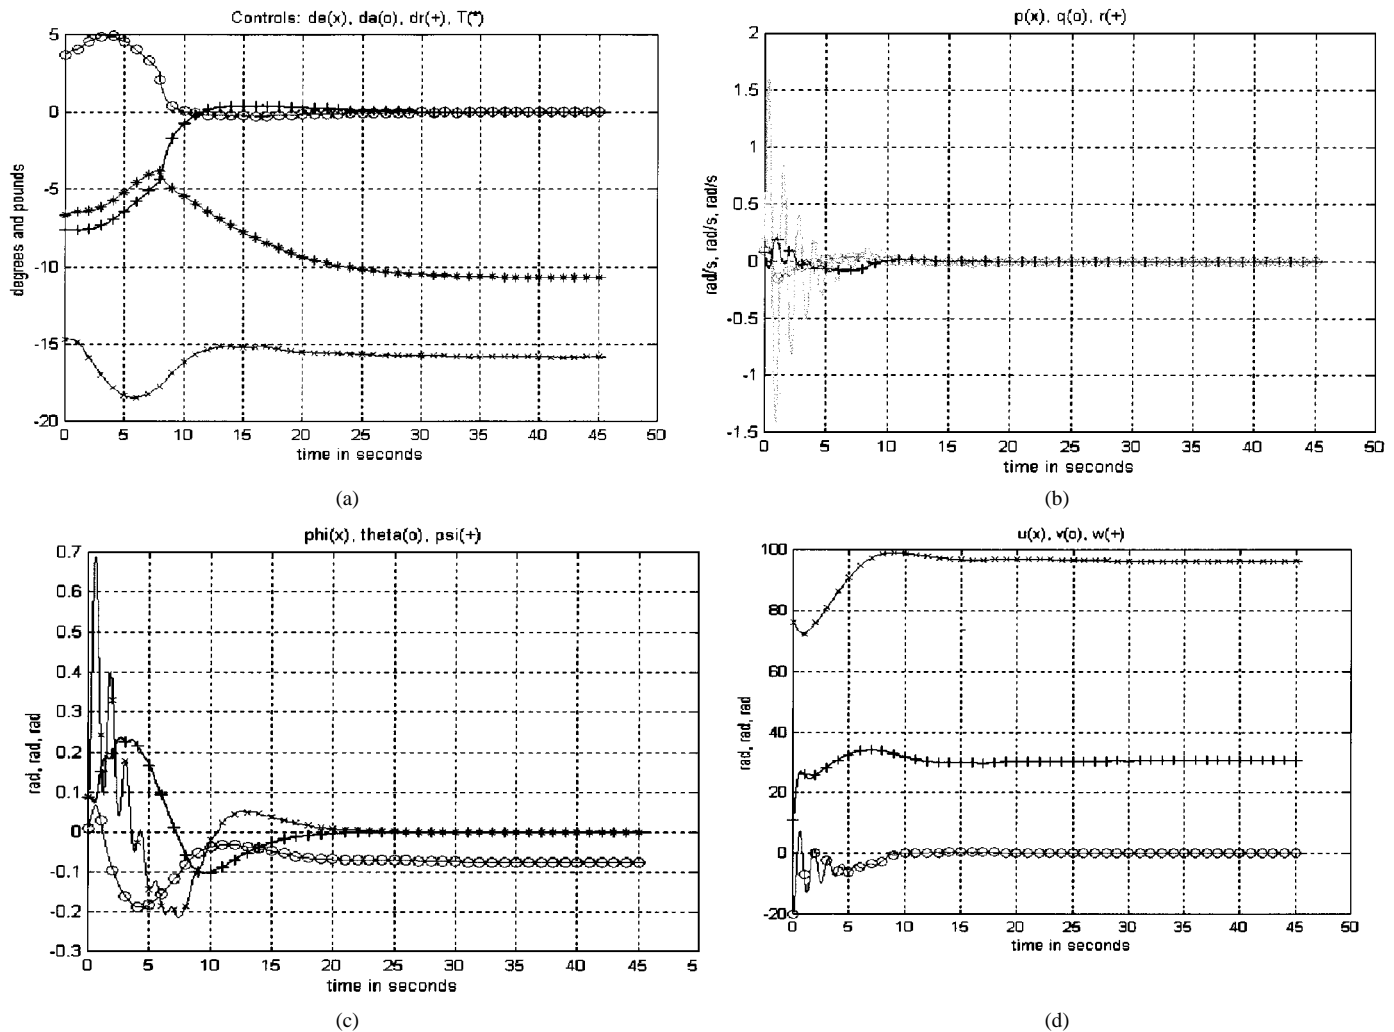 Controls: de(x), da(o), dr(+), T(*)
degrees and pounds
5
0
-5
-10
-15
-20
0 5 10 15 20 25 30 35 40 45 50
time in seconds
(a)
p(x), q(o), r(+)
rad/s, rad/s, rad/s
2
1.5
1
0.5
0
-0.5
-1
-1.5
0 5 10 15 20 25 30 35 40 45 50
time in seconds
(b)
phi(x), theta(o), psi(+)
rad, rad, rad
0.7
0.6
0.5
0.4
0.3
0.2
0.1
0
-0.1
-0.2
-0.3
0 5 10 15 20 25 30 35 40 45 5
time in seconds
(c)
u(x), v(o), w(+)
rad, rad, rad
100
80
60
40
20
0
-20
0 5 10 15 20 25 30 35 40 45 50
time in seconds
(d)